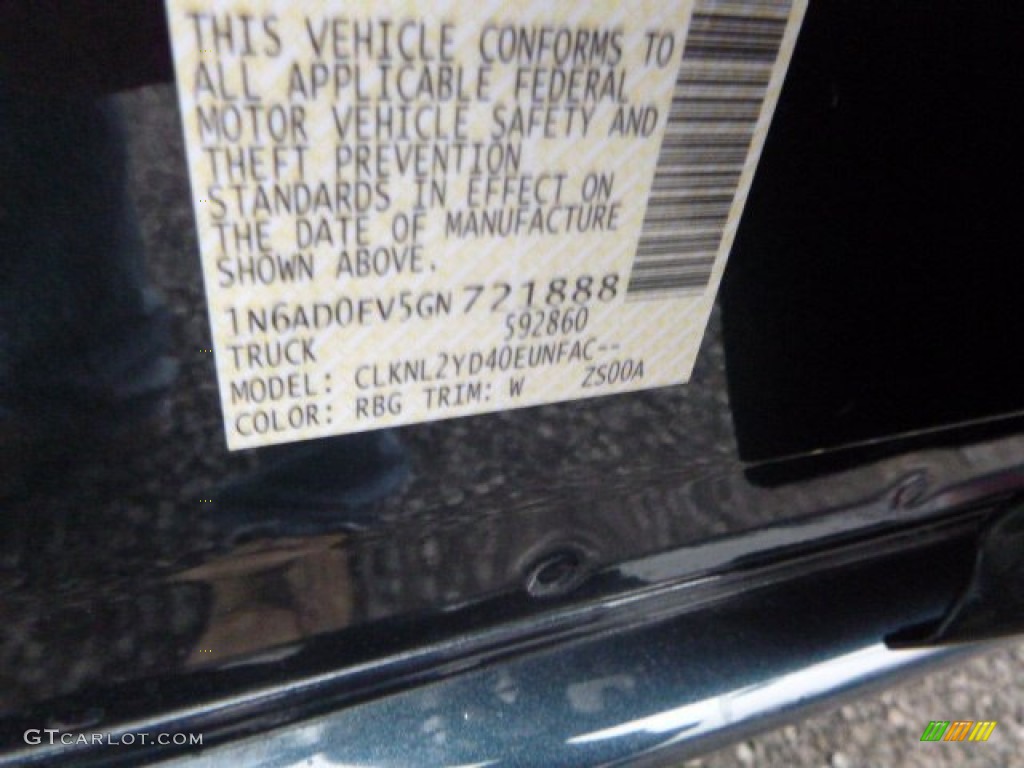 THIS VEHICLE CONFORMS TO
ALL APPLICABLE FEDERAL
MOTOR VEHICLE SAFETY AND
THEFT PREVENTION
STANDARDS IN EFFECT ON
THE DATE OF MANUFACTURE
SHOWN ABOVE.
1N6AD0EV5GN721888
592860
TRUCK
MODEL: CLKNL2YD40EUNFAC--
COLOR: RBG TRIM: W ZS00A
GTCARLOT.COM